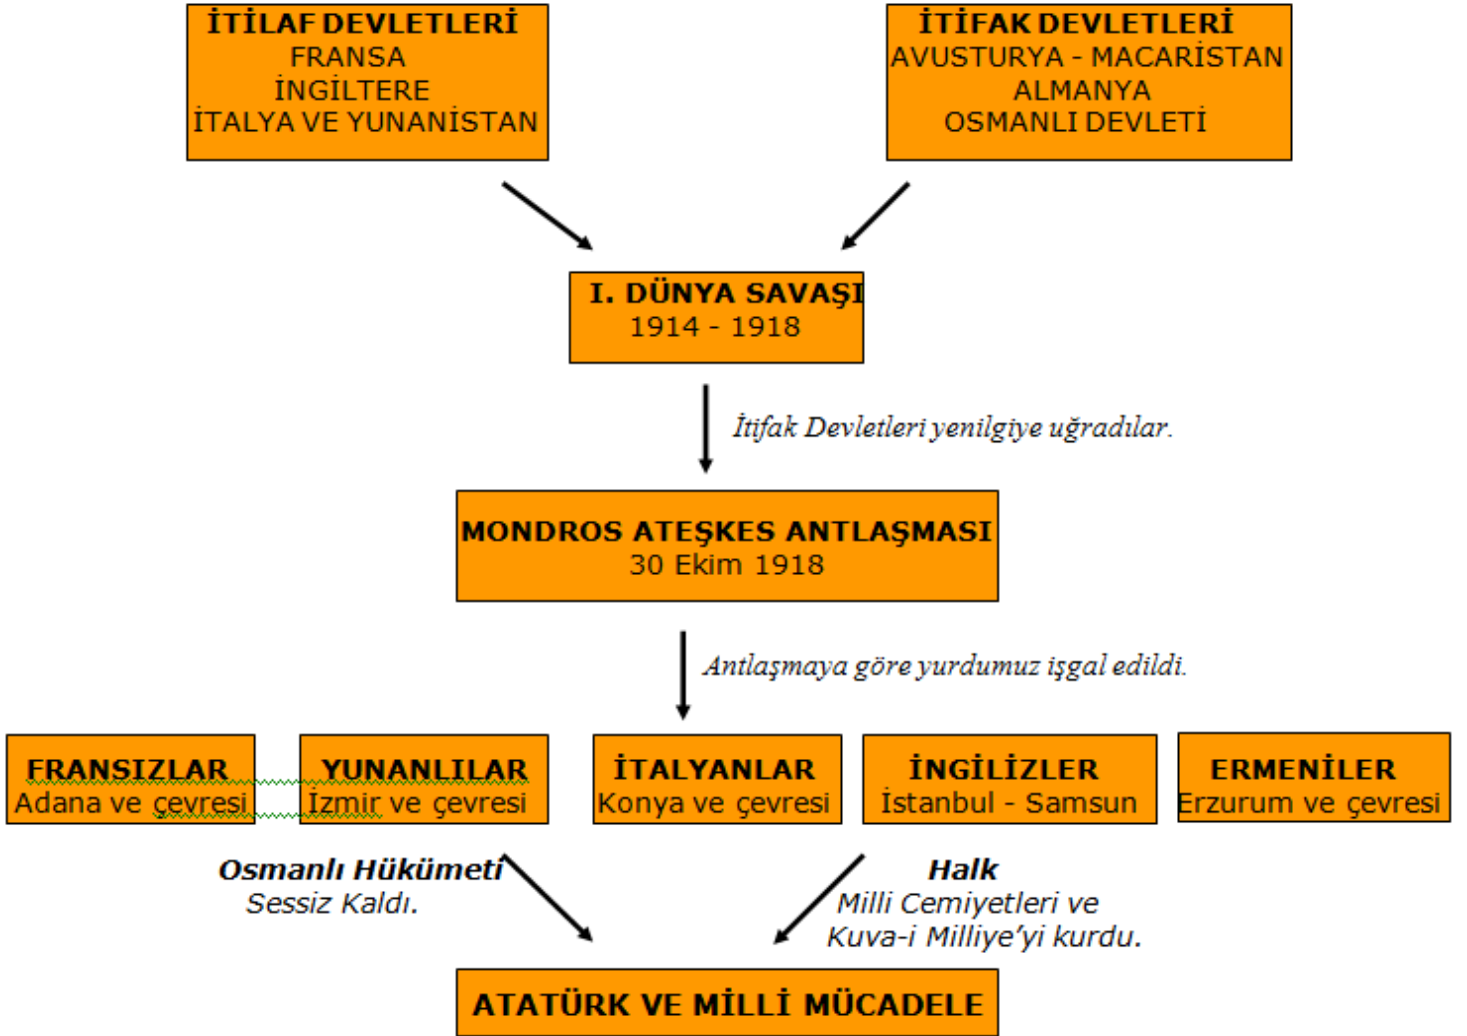 İTİLAF DEVLETLERİ
FRANSA
İNGİLTERE
İTALYA VE YUNANİSTAN
İTİFAK DEVLETLERİ
AVUSTURYA - MACARİSTAN
ALMANYA
OSMANLI DEVLETİ
I. DÜNYA SAVAŞI
1914 - 1918
İtifak Devletleri yenilgiye uğradılar.
MONDROS ATEŞKES ANTLAŞMASI
30 Ekim 1918
Antlaşmaya göre yurdumuz işgal edildi.
FRANSIZLAR
Adana ve çevresi
YUNANLILAR
İzmir ve çevresi
İTALYANLAR
Konya ve çevresi
İNGİLİZLER
İstanbul - Samsun
ERMENİLER
Erzurum ve çevresi
Osmanlı Hükümeti
Sessiz Kaldı.
Halk
Milli Cemiyetleri ve
Kuva-i Milliye'yi kurdu.
ATATÜRK VE MİLLİ MÜCADELE